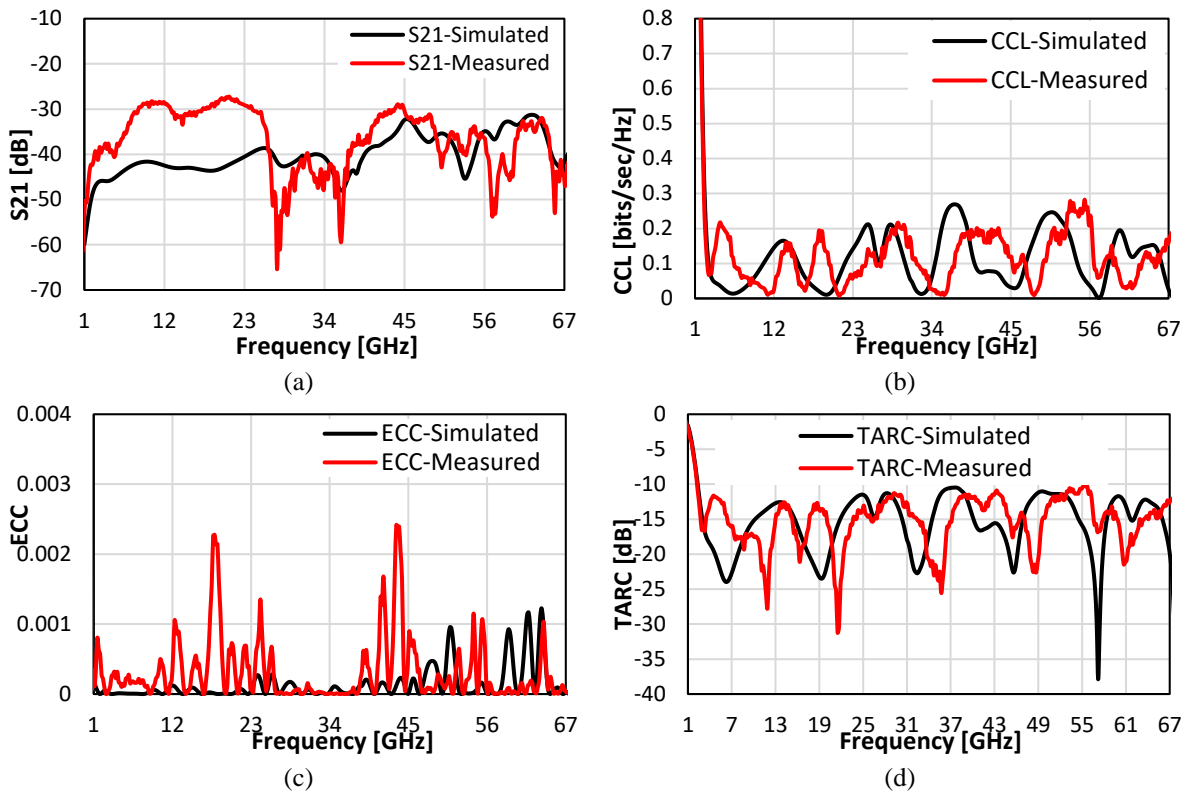 -10
-20
-30
-40
-50
-60
-70
S21 [dB]
S21-Simulated
S21-Measured
1 12 23 34 45 56 67
Frequency [GHz]
(a)
0.8
0.7
0.6
0.5
0.4
0.3
0.2
0.1
0
CCL [bits/sec/Hz]
CCL-Simulated
CCL-Measured
1 12 23 34 45 56 67
Frequency [GHz]
(b)
0.004
0.003
0.002
0.001
0
ECC
ECC-Simulated
ECC-Measured
1 12 23 34 45 56 67
Frequency [GHz]
(c)
0
-5
-10
-15
-20
-25
-30
-35
-40
TARC [dB]
TARC-Simulated
TARC-Measured
1 7 13 19 25 31 37 43 49 55 61 67
Frequency [GHz]
(d)